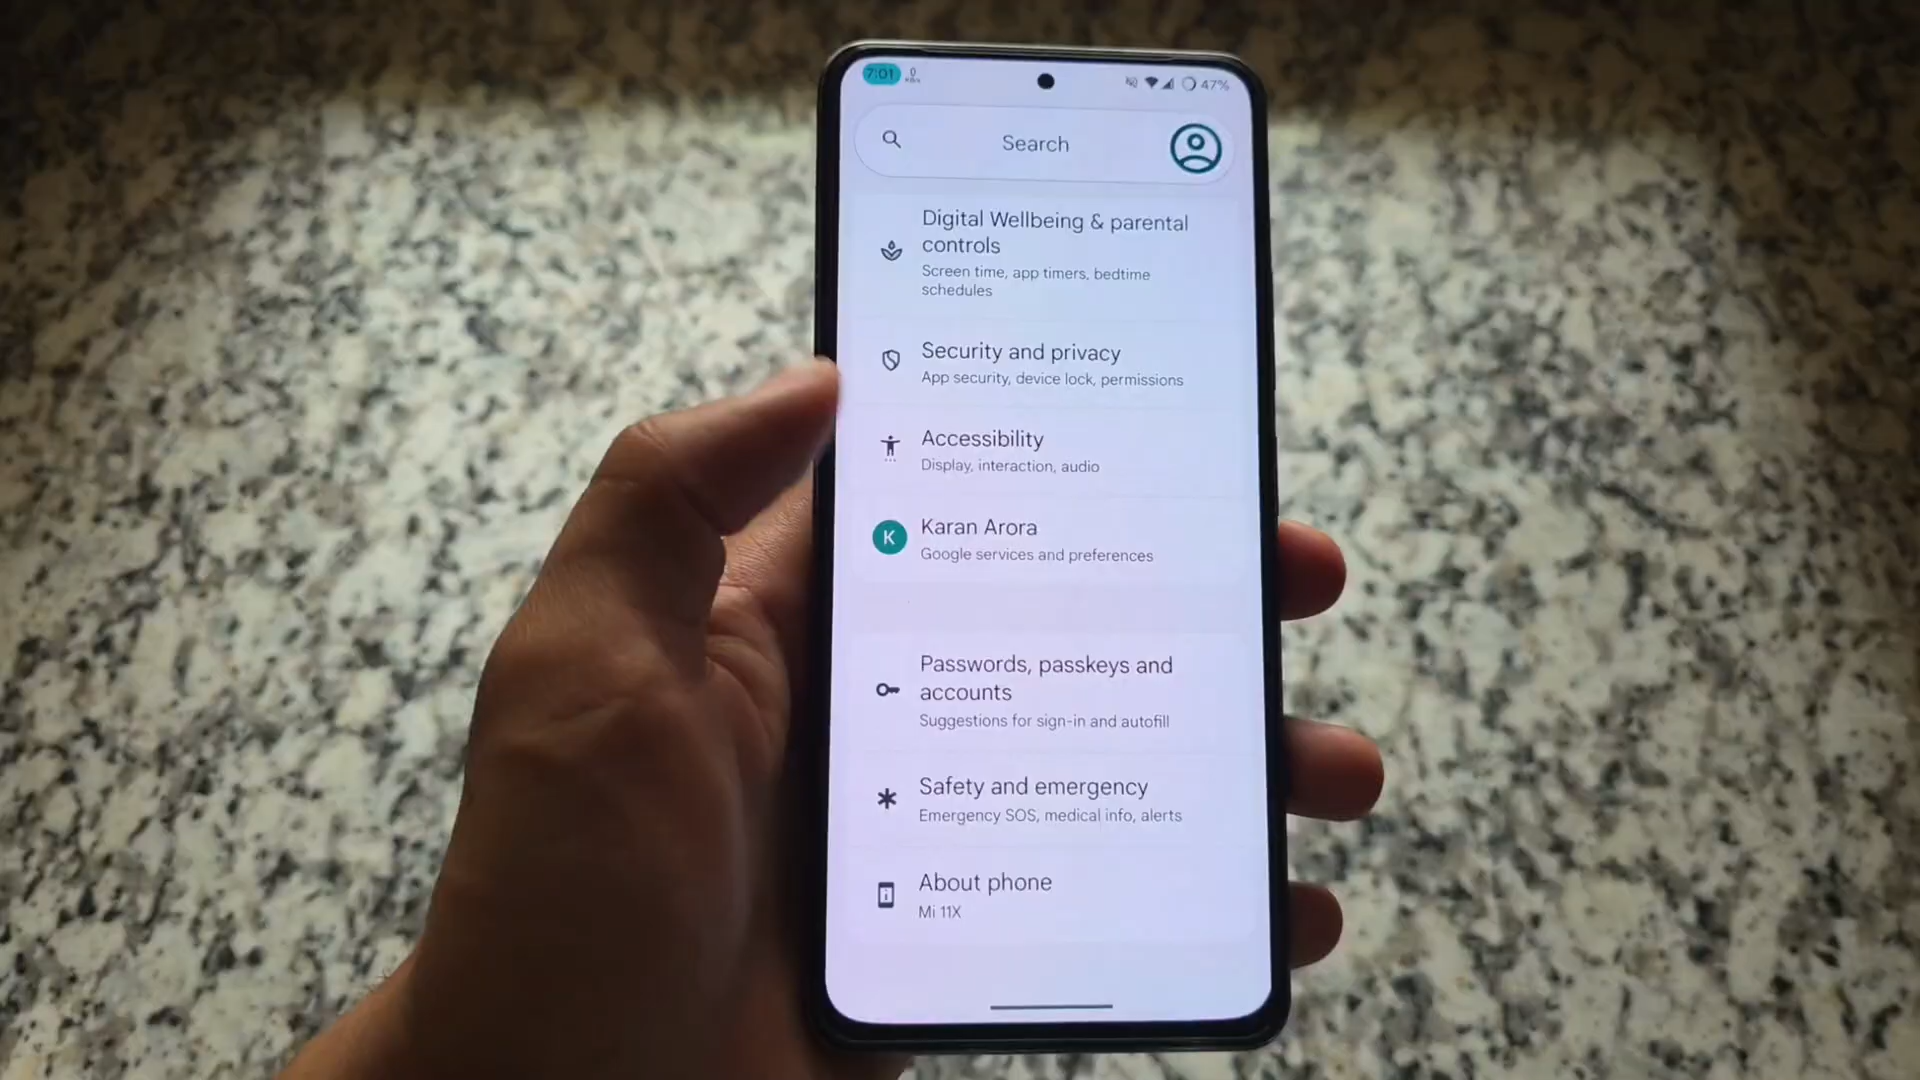 7:01
47%
Search
Digital Wellbeing & parental
controls
Screen time, app timers, bedtime
schedules
Security and privacy
App security, device lock, permissions
Accessibility
Display, interaction, audio
K
Karan Arora
Google services and preferences
Passwords, passkeys and
accounts
Suggestions for sign-in and autofill
Safety and emergency
Emergency SOS, medical info, alerts
About phone
Mi 11X